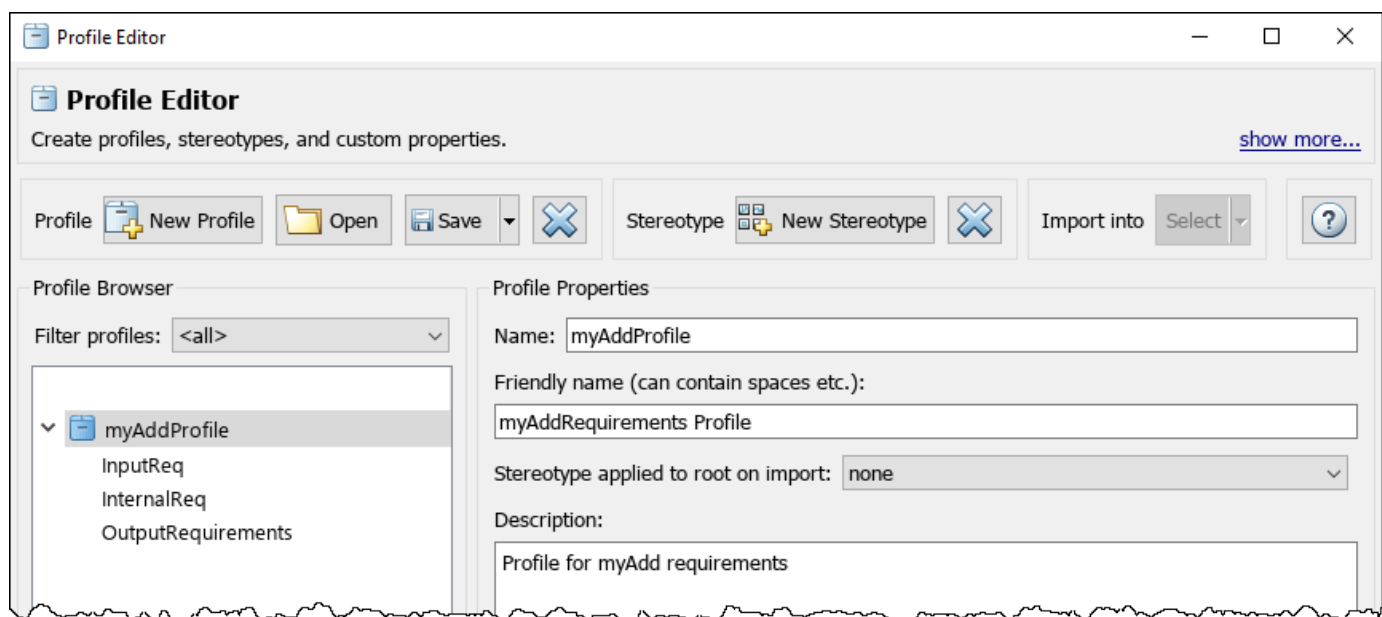 Profile Editor
Profile Editor
Create profiles, stereotypes, and custom properties.
show more...
Profile New Profile Open Save Stereotype New Stereotype Import into Select ?
Profile Browser
Filter profiles: <all>
myAddProfile
InputReq
InternalReq
OutputRequirements
Profile Properties
Name: myAddProfile
Friendly name (can contain spaces etc.):
myAddRequirements Profile
Stereotype applied to root on import: none
Description:
Profile for myAdd requirements